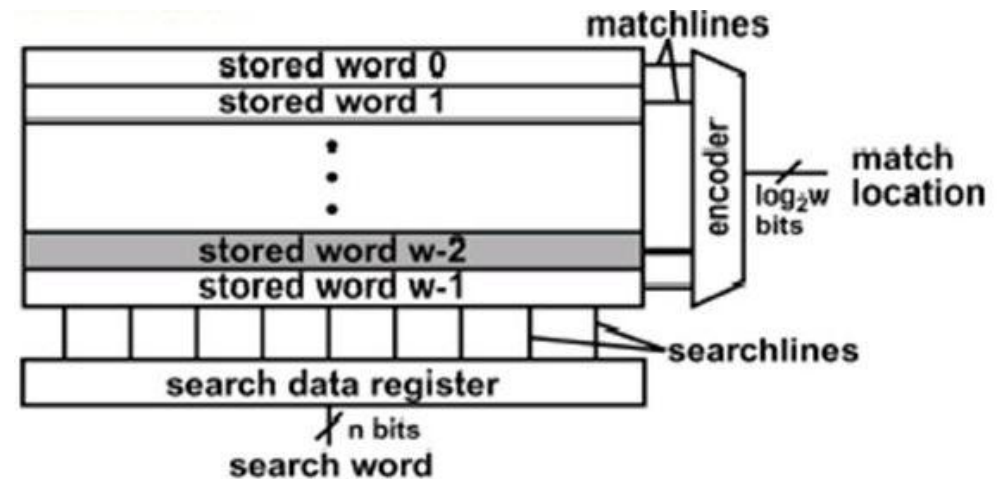 matchlines
stored word 0
stored word 1
encoder
match
location
log₂w
bits
stored word w-2
stored word w-1
searchlines
search data register
n bits
search word